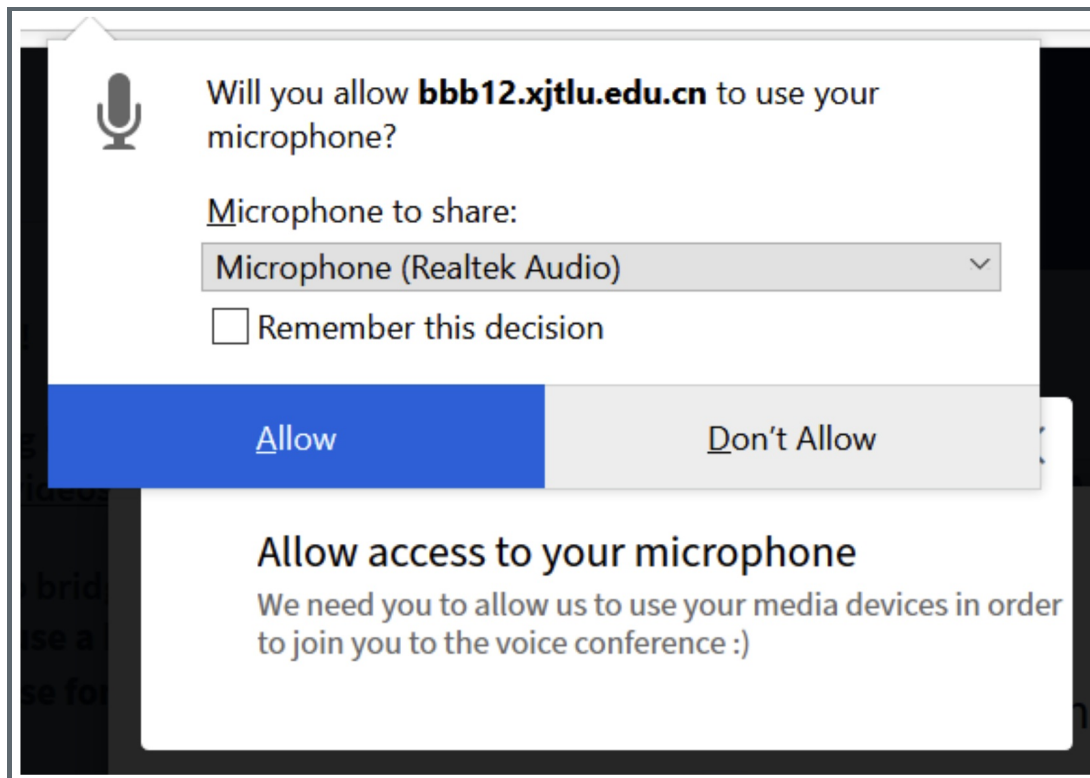 Will you allow bbb12.xjtlu.edu.cn to use your
microphone?
Microphone to share:
Microphone (Realtek Audio)
Remember this decision
Allow
Don't Allow
Allow access to your microphone
We need you to allow us to use your media devices in order
to join you to the voice conference :)